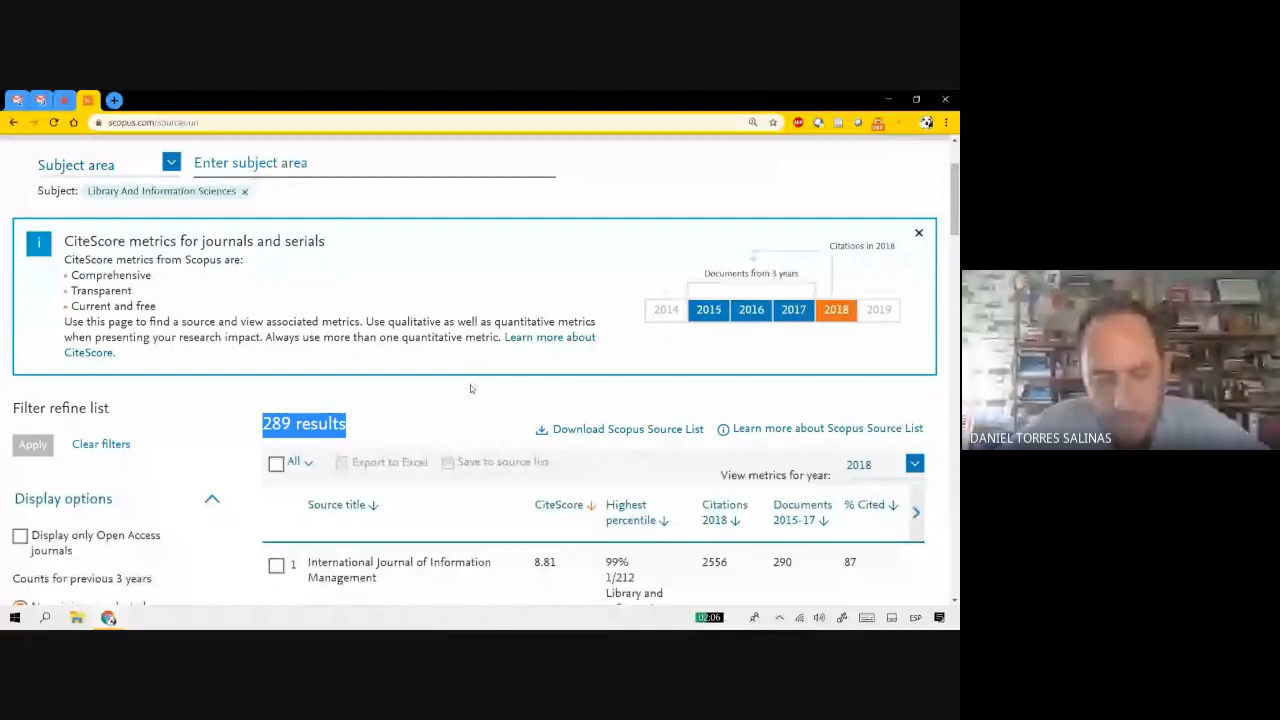 scopus.com/sources.uri
Subject area
Enter subject area
Subject: Library And Information Sciences ×
i
CiteScore metrics for journals and serials
CiteScore metrics from Scopus are:
Comprehensive
Transparent
Current and free
Use this page to find a source and view associated metrics. Use qualitative as well as quantitative metrics
when presenting your research impact. Always use more than one quantitative metric. Learn more about
CiteScore.
Citations in 2018
Documents from 3 years
2014 2015 2016 2017 2018 2019
Filter refine list
Apply Clear filters
Display options
Display only Open Access
journals
Counts for previous 3 years
289 results
Download Scopus Source List
Learn more about Scopus Source List
All Export to Excel Save to source list
View metrics for year: 2018
Source title CiteScore Highest percentile Citations 2018 Documents 2015-17 % Cited
1 International Journal of Information Management 8.81 99% 2556 290 87
1/212
Library and
02:06
ESP
DANIEL TORRES SALINAS